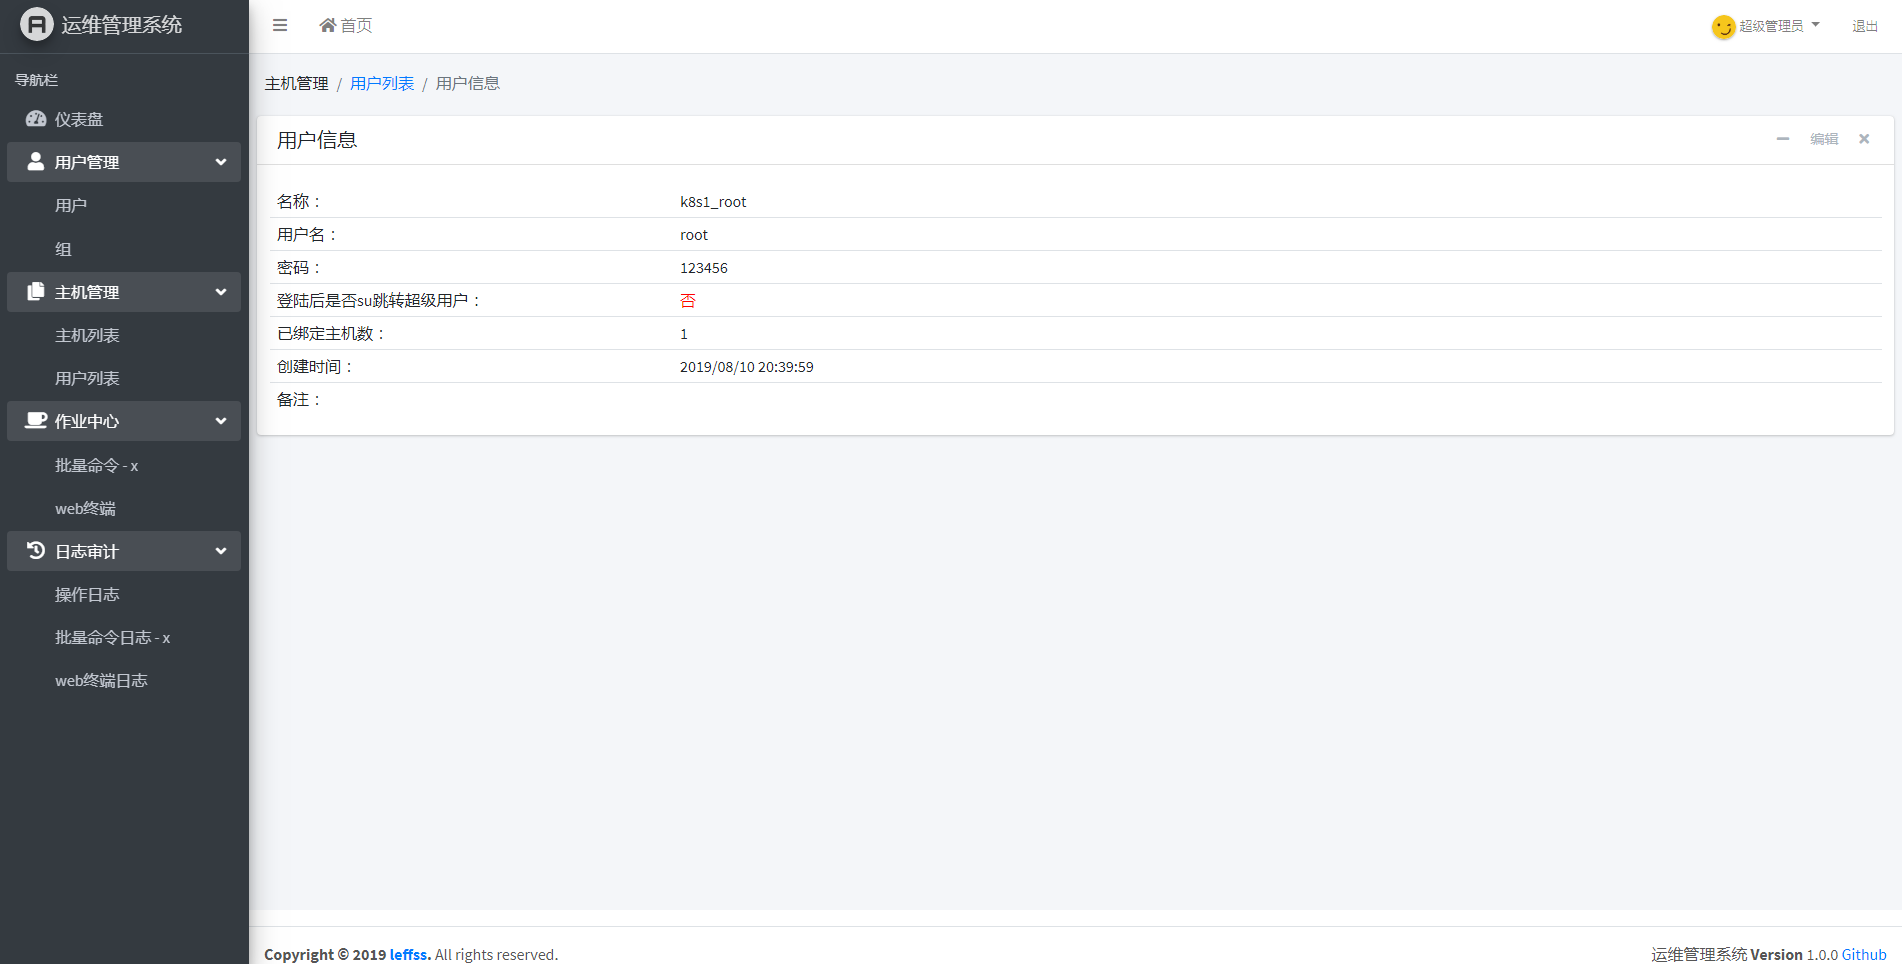 运维管理系统
导航栏
仪表盘
用户管理
用户
组
主机管理
主机列表
用户列表
作业中心
批量命令 - x
web终端
日志审计
操作日志
批量命令日志 - x
web终端日志
首页
超级管理员
退出
主机管理 / 用户列表 / 用户信息
用户信息
编辑
名称： k8s1_root
用户名： root
密码： 123456
登陆后是否su跳转超级用户： 否
已绑定主机数： 1
创建时间： 2019/08/10 20:39:59
备注：
Copyright © 2019 leffss. All rights reserved.
运维管理系统 Version 1.0.0 Github